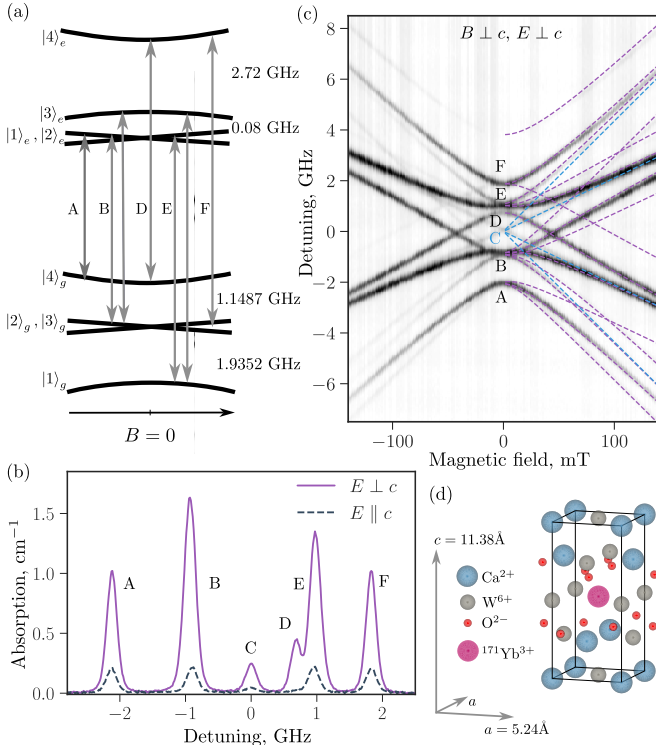 (a)
|4⟩e
2.72 GHz
|3⟩e
0.08 GHz
|1⟩e , |2⟩e
A B D E F
|4⟩g
1.1487 GHz
|2⟩g , |3⟩g
1.9352 GHz
|1⟩g
B = 0
(b)
E ⊥ c
E ∥ c
1.5
1.0
0.5
0.0
Absorption, cm−1
A
B
C
D
E
F
−2 −1 0 1 2
Detuning, GHz
(c)
B ⊥ c, E ⊥ c
8
6
4
2
0
−2
−4
−6
Detuning, GHz
F
E
D
C
B
A
−100 0 100
Magnetic field, mT
(d)
c = 11.38Å
Ca2+
W6+
O2−
171Yb3+
a
a = 5.24Å